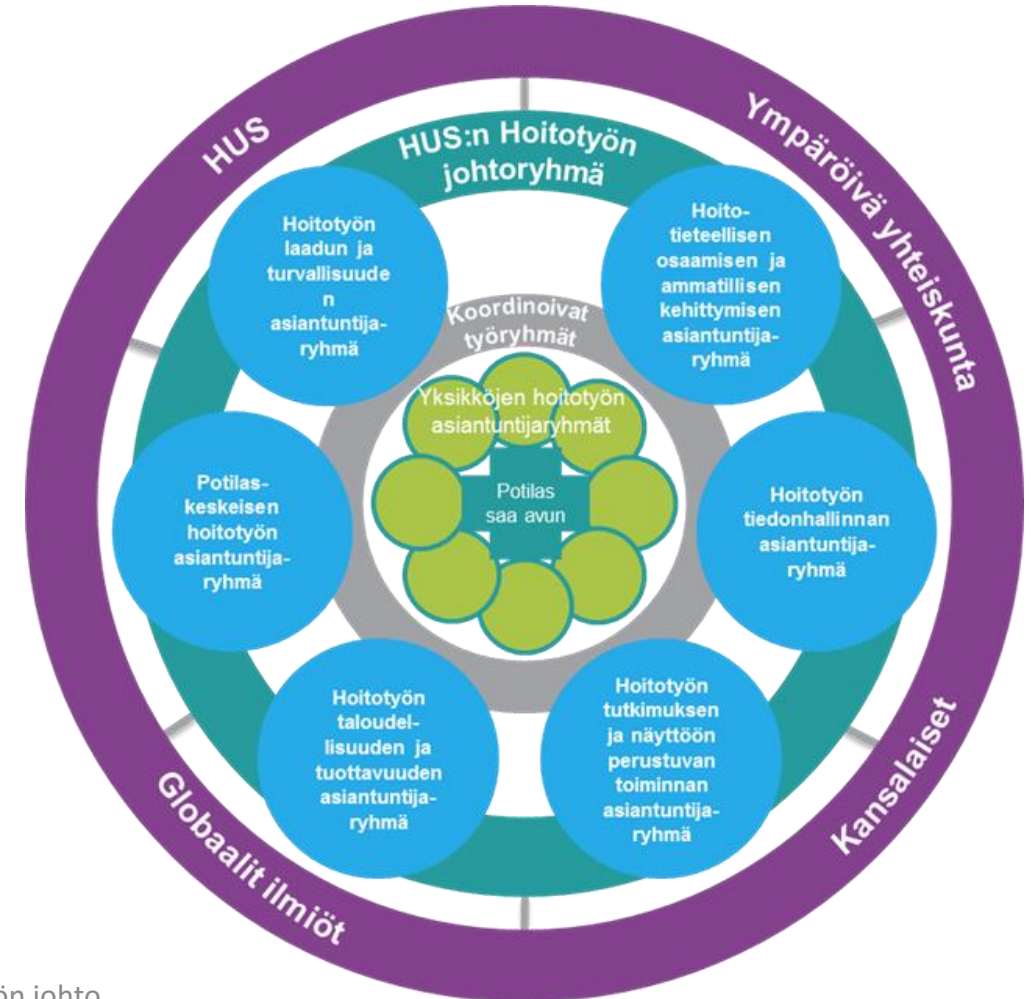 HUS
Ympäröivä yhteiskunta
HUS:n Hoitotyön
johtoryhmä
Hoitotyön
laadun ja
turvallisuude
n
asiantuntija-
ryhmä
Hoito-
tieteellisen
osaamisen ja
ammatillisen
kehittymisen
asiantuntija-
ryhmä
Koordinoivat
työryhmät
Yksikköjen hoitotyön
asiantuntijaryhmät
Potilas
saa avun
Potilas-
keskeisen
hoitotyön
asiantuntija-
ryhmä
Hoitotyön
tiedonhallinnan
asiantuntija-
ryhmä
Hoitotyön
taloudel-
lisuuden ja
tuottavuuden
asiantuntija-
ryhmä
Hoitotyön
tutkimuksen
ja näyttöön
perustuvan
toiminnan
asiantuntija-
ryhmä
Globaalit ilmiöt
Kansalaiset
johto